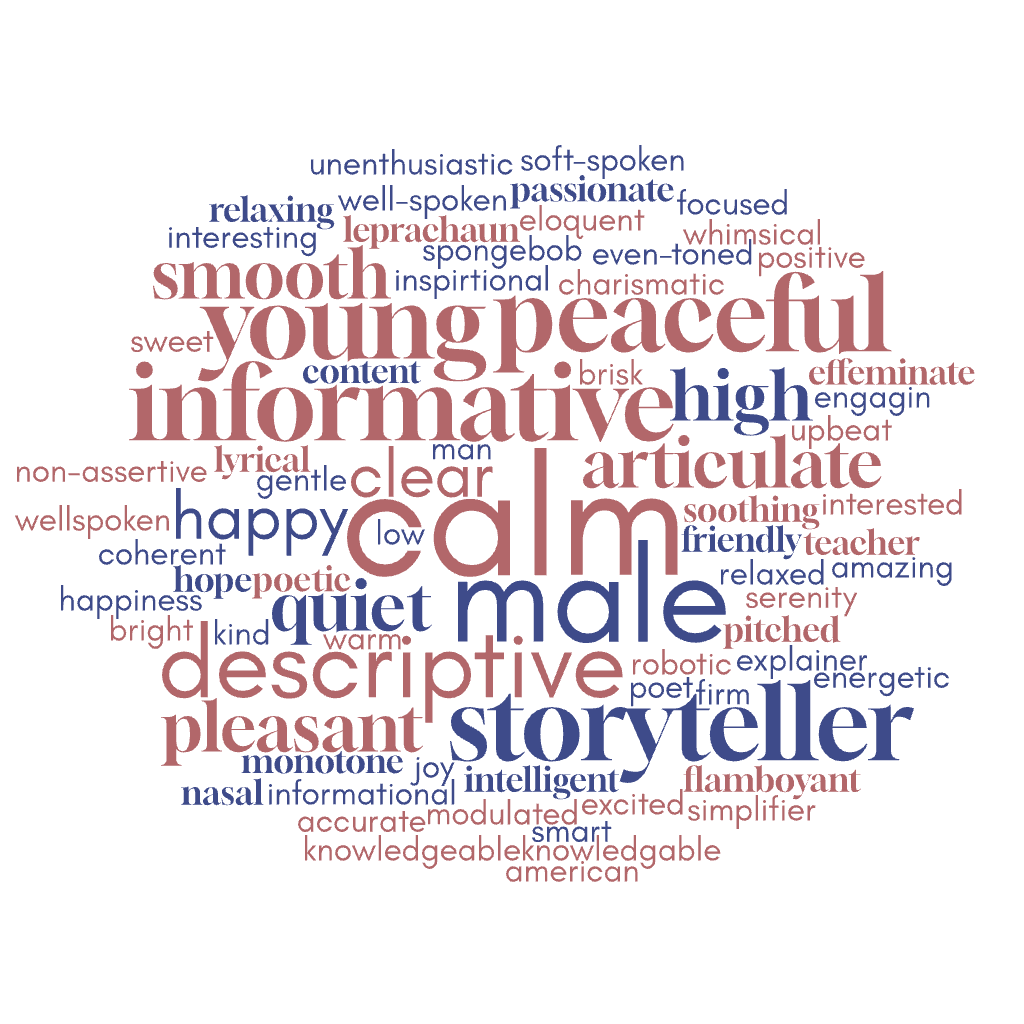 unenthusiastic soft-spoken
relaxing well-spoken passionate focused
interesting leprachaun eloquent whimsical
spongebob even-toned positive
smooth inspirtional charismatic
sweet young peaceful
content brisk effeminate
informative high engagin
upbeat
non-assertive lyrical man articulate
gentle clear
wellspoken happy low calm soothing interested
coherent friendly teacher
happiness hope poetic relaxed amazing
quiet male serenity
bright kind warm pitched
descriptive robotic explainer
poet firm energetic
pleasant storyteller
monotone joy intelligent flamboyant
nasal informational
accurate modulated excited simplifier
smart
knowledgeable knowledgable
american